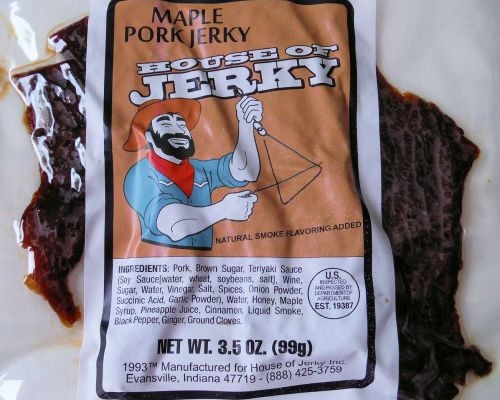 MAPLE
PORK JERKY
HOUSE OF
JERKY
NATURAL SMOKE FLAVORING ADDED
INGREDIENTS: Pork, Brown Sugar, Teriyaki Sauce
(Soy Sauce[water, wheat, soybeans, salt], Wine,
Sugar, Water, Vinegar, Salt, Spices, Onion Powder,
Succinic Acid, Garlic Powder), Water, Honey, Maple
Syrup, Pineapple Juice, Cinnamon, Liquid Smoke,
Black Pepper, Ginger, Ground Cloves.
U.S.
INSPECTED
AND PASSED BY
DEPARTMENT OF
AGRICULTURE
EST. 19387
NET WT. 3.5 OZ. (99g)
1993™ Manufactured for House of Jerky Inc.
Evansville, Indiana 47719 - (888) 425-3759